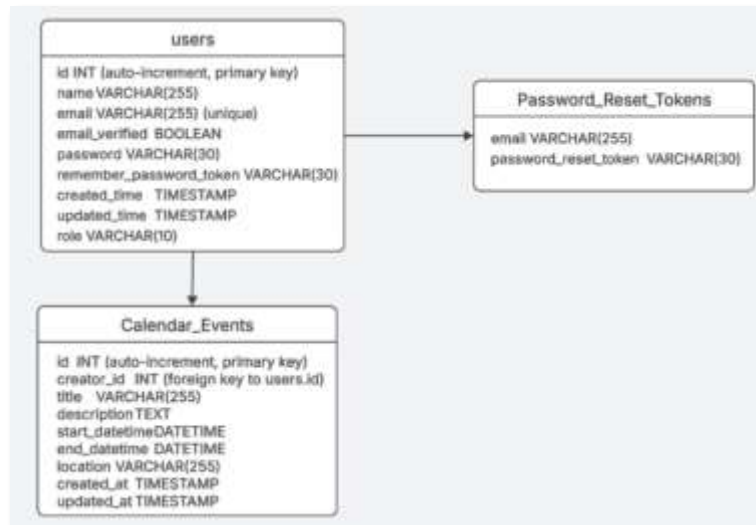 users
id INT (auto-increment, primary key)
name VARCHAR(255)
email VARCHAR(255) (unique)
email_verified BOOLEAN
password VARCHAR(30)
remember_password_token VARCHAR(30)
created_time TIMESTAMP
updated_time TIMESTAMP
role VARCHAR(10)
Password_Reset_Tokens
email VARCHAR(255)
password_reset_token VARCHAR(30)
Calendar_Events
id INT (auto-increment, primary key)
creator_id INT (foreign key to users.id)
title VARCHAR(255)
description TEXT
start_datetime DATETIME
end_datetime DATETIME
location VARCHAR(255)
created_at TIMESTAMP
updated_at TIMESTAMP